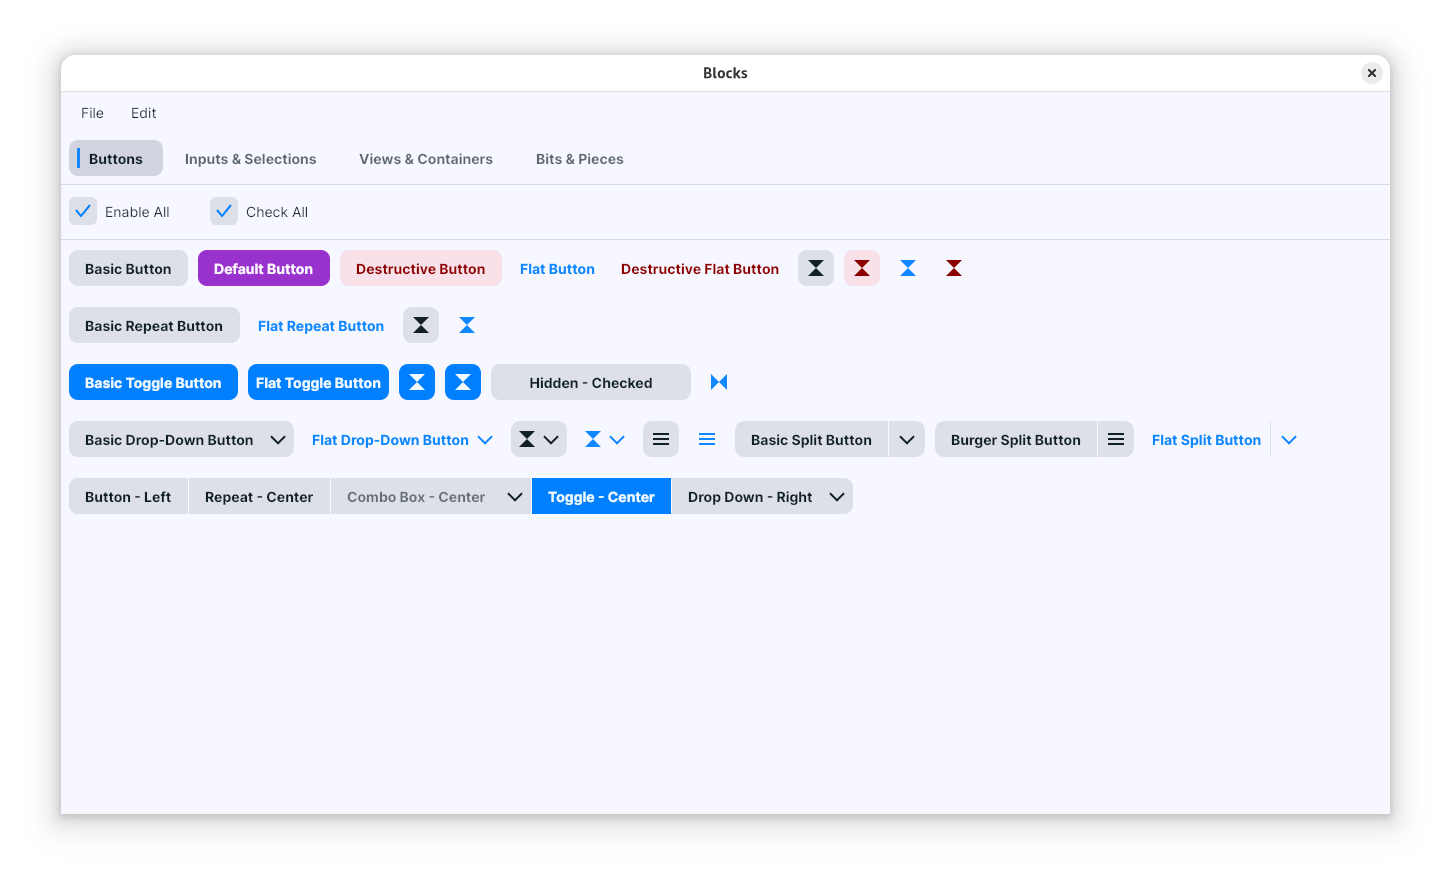 Blocks
File Edit
Buttons Inputs & Selections Views & Containers Bits & Pieces
Enable All Check All
Basic Button Default Button Destructive Button Flat Button Destructive Flat Button
Basic Repeat Button Flat Repeat Button
Basic Toggle Button Flat Toggle Button Hidden - Checked
Basic Drop-Down Button Flat Drop-Down Button Basic Split Button Burger Split Button Flat Split Button
Button - Left Repeat - Center Combo Box - Center Toggle - Center Drop Down - Right